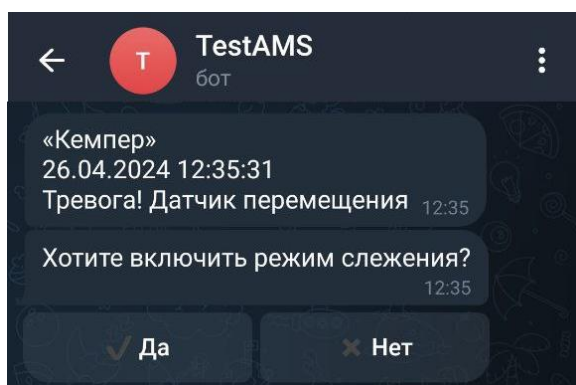 T
TestAMS
бот
«Кемпер»
26.04.2024 12:35:31
Тревога! Датчик перемещения 12:35
Хотите включить режим слежения?
12:35
Да
Нет